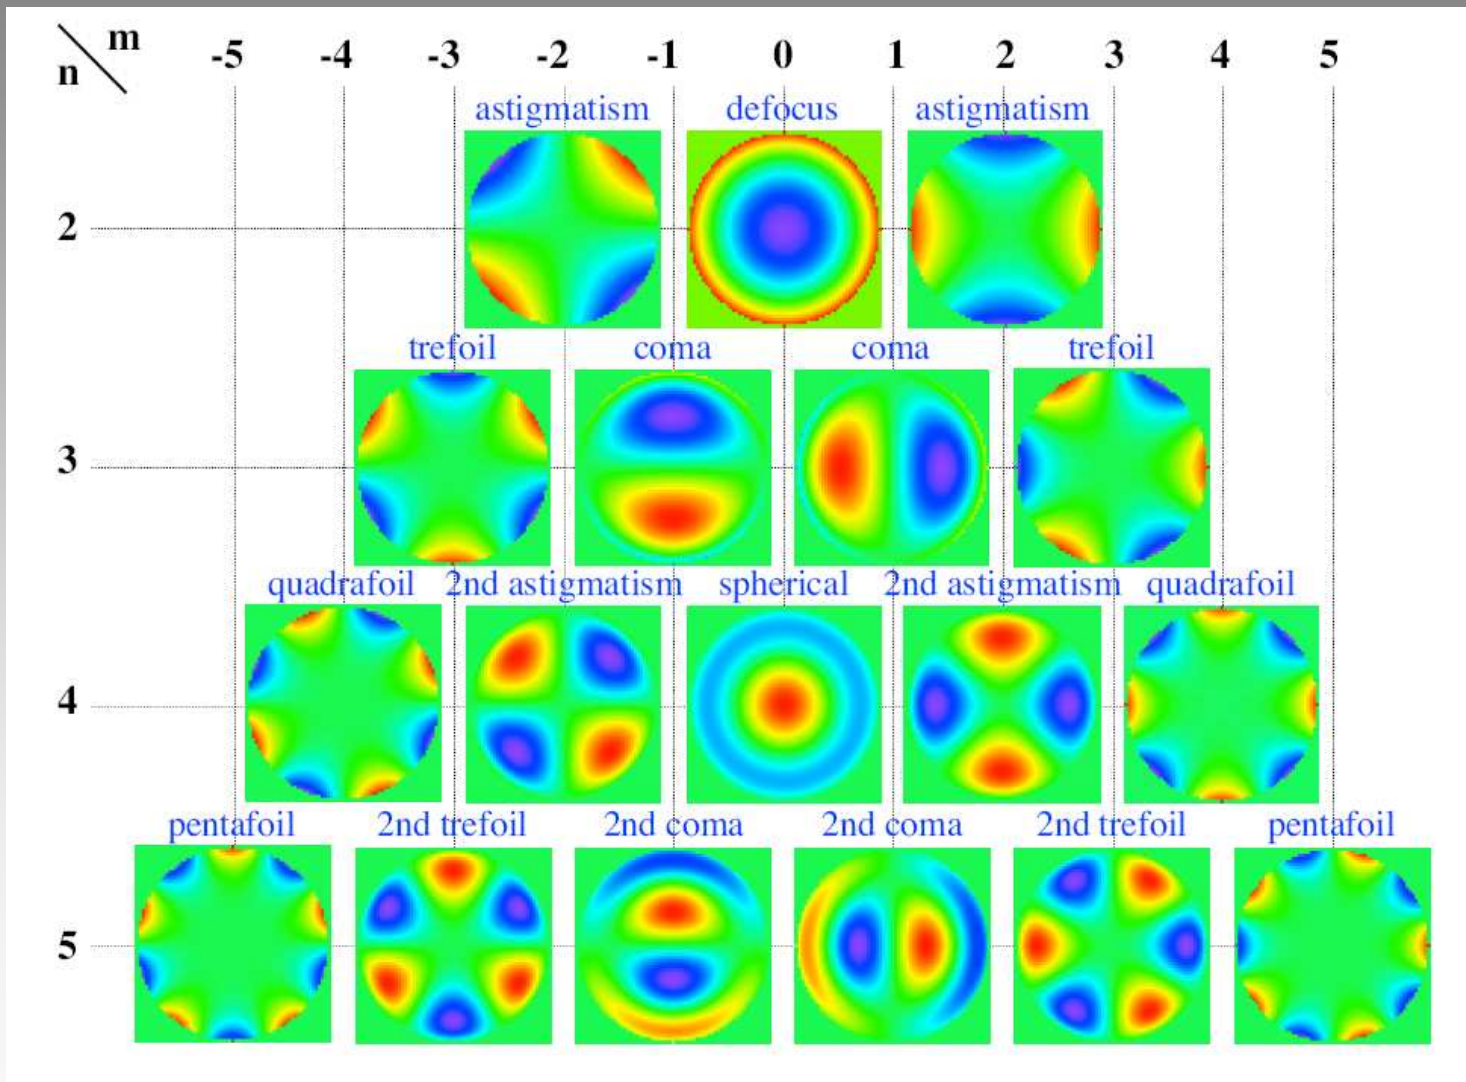 m
n
-5 -4 -3 -2 -1 0 1 2 3 4 5
astigmatism defocus astigmatism
2
trefoil coma coma trefoil
3
quadrafoil 2nd astigmatism spherical 2nd astigmatism quadrafoil
4
pentafoil 2nd trefoil 2nd coma 2nd coma 2nd trefoil pentafoil
5